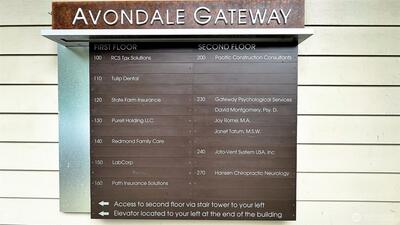 AVONDALE GATEWAY
FIRST FLOOR
100 RCS Tax Solutions
110 Tulip Dental
120 State Farm Insurance
130 Purett Holding LLC
140 Redmond Family Care
150 LabCorp
160 Path Insurance Solutions
SECOND FLOOR
200 Pacific Construction Consultants
230 Gateway Psychological Services
David Montgomery, Psy. D.
Joy Rome, M.A.
Janet Tatum, M.S.W.
240 Jato-Vent System USA, Inc
270 Hansen Chiropractic Neurology
Access to second floor via stair tower to your left
Elevator located to your left at the end of the building